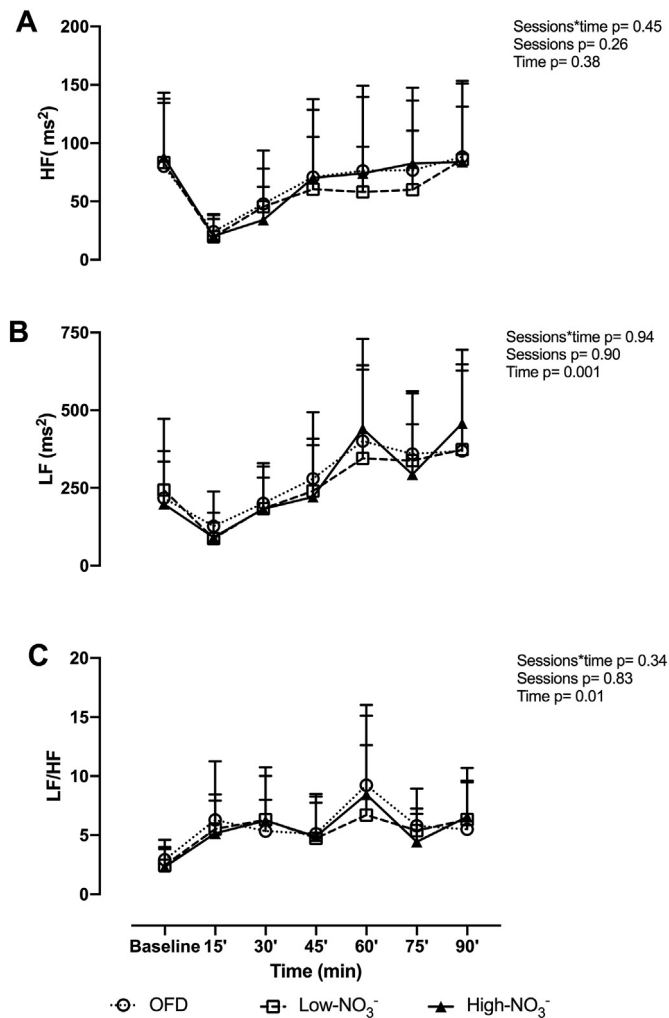 A
HF( ms²)
200
150
100
50
0
Sessions*time p= 0.45
Sessions p= 0.26
Time p= 0.38
B
LF (ms²)
750
500
250
0
Sessions*time p= 0.94
Sessions p= 0.90
Time p= 0.001
C
LF/HF
20
15
10
5
0
Sessions*time p= 0.34
Sessions p= 0.83
Time p= 0.01
Baseline 15' 30' 45' 60' 75' 90'
Time (min)
OFD Low-NO₃⁻ High-NO₃⁻